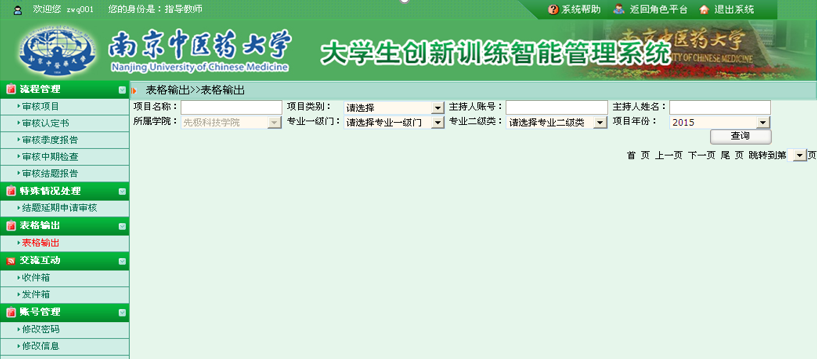 欢迎您 zwq001 您的身份是：指导教师 系统帮助 返回角色平台 退出系统
南京中医药大学
Nanjing University of Chinese Medicine
大学生创新训练智能管理系统
南京中医药大学
UNIVERSITY OF CHINESE MEDICINE
流程管理
审核项目
审核认定书
审核季度报告
审核中期检查
审核结题报告
特殊情况处理
结题延期申请审核
表格输出
表格输出
交流互动
收件箱
发件箱
账号管理
修改密码
修改信息
表格输出>>表格输出
项目名称： 项目类别： 请选择 主持人账号： 主持人姓名：
所属学院： 先极科技学院 专业一级门： 请选择专业一级门 专业二级类： 请选择专业二级类 项目年份： 2015
查询
首 页 上一页 下一页 尾 页 跳转到第 页